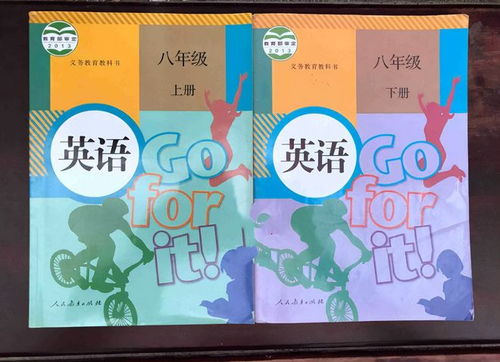 教育部审定
2013
义务教育教科书
八年级
上册
英语
Go
for
it!
人民教育出版社
教育部审定
2013
义务教育教科书
八年级
下册
英语
Go
for
it!
人民教育出版社